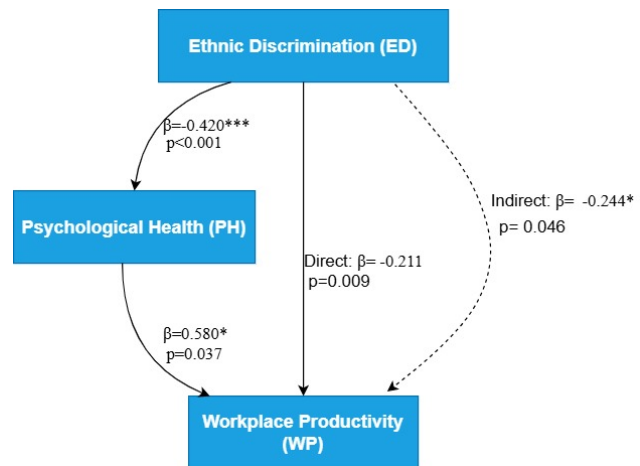 Ethnic Discrimination (ED)
β=-0.420***
p<0.001
Psychological Health (PH)
Indirect: β= -0.244*
p= 0.046
Direct: β= -0.211
p=0.009
β=0.580*
p=0.037
Workplace Productivity
(WP)